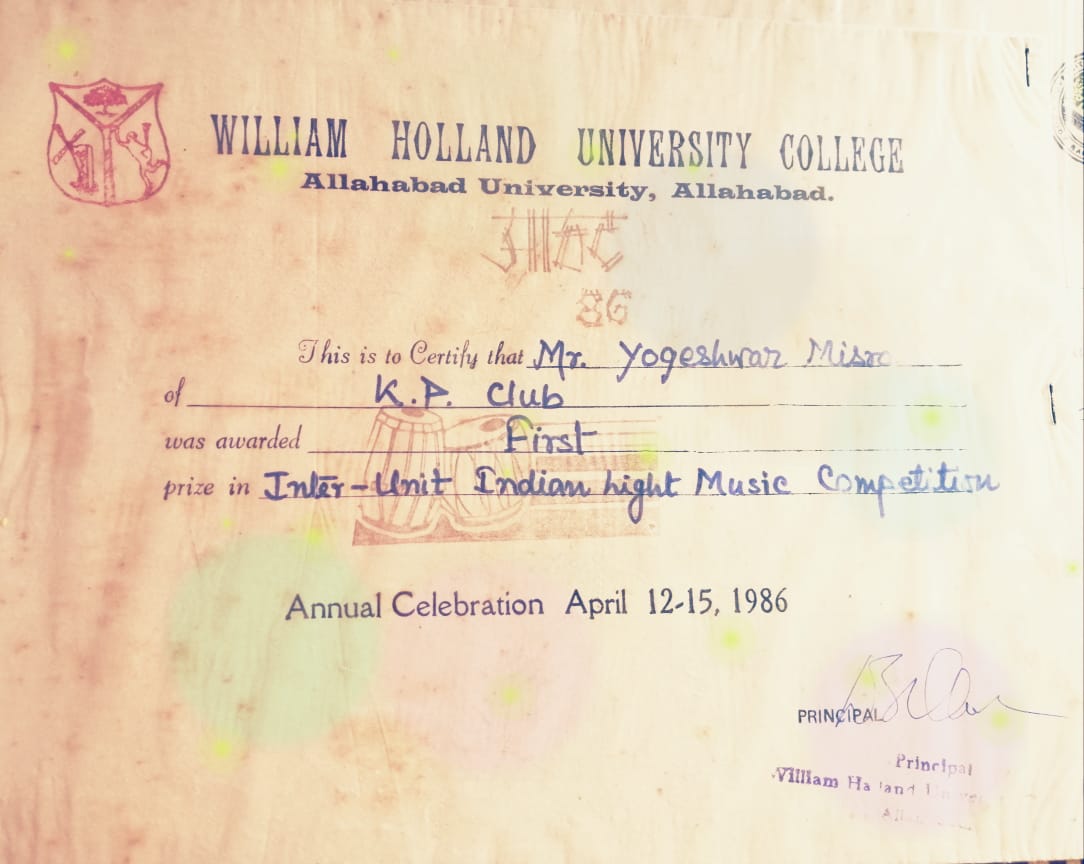 WILLIAM HOLLAND UNIVERSITY COLLEGE
Allahabad University, Allahabad.
86
This is to Certify that Mr. Yogeshwar Misra
of K.P. Club
was awarded First
prize in Inter-Unit Indian Light Music Competition
Annual Celebration April 12-15, 1986
PRINCIPAL
Principal
William Holland